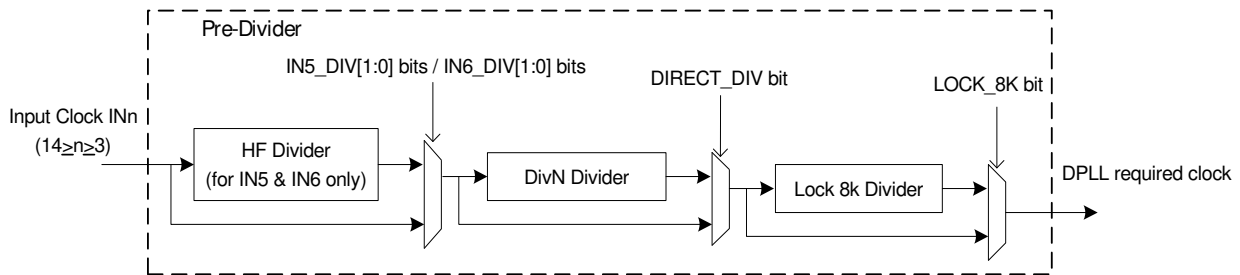 Pre-Divider
IN5_DIV[1:0] bits / IN6_DIV[1:0] bits
DIRECT_DIV bit
LOCK_8K bit
Input Clock INn
(14≥n≥3)
HF Divider
(for IN5 & IN6 only)
DivN Divider
Lock 8k Divider
DPLL required clock